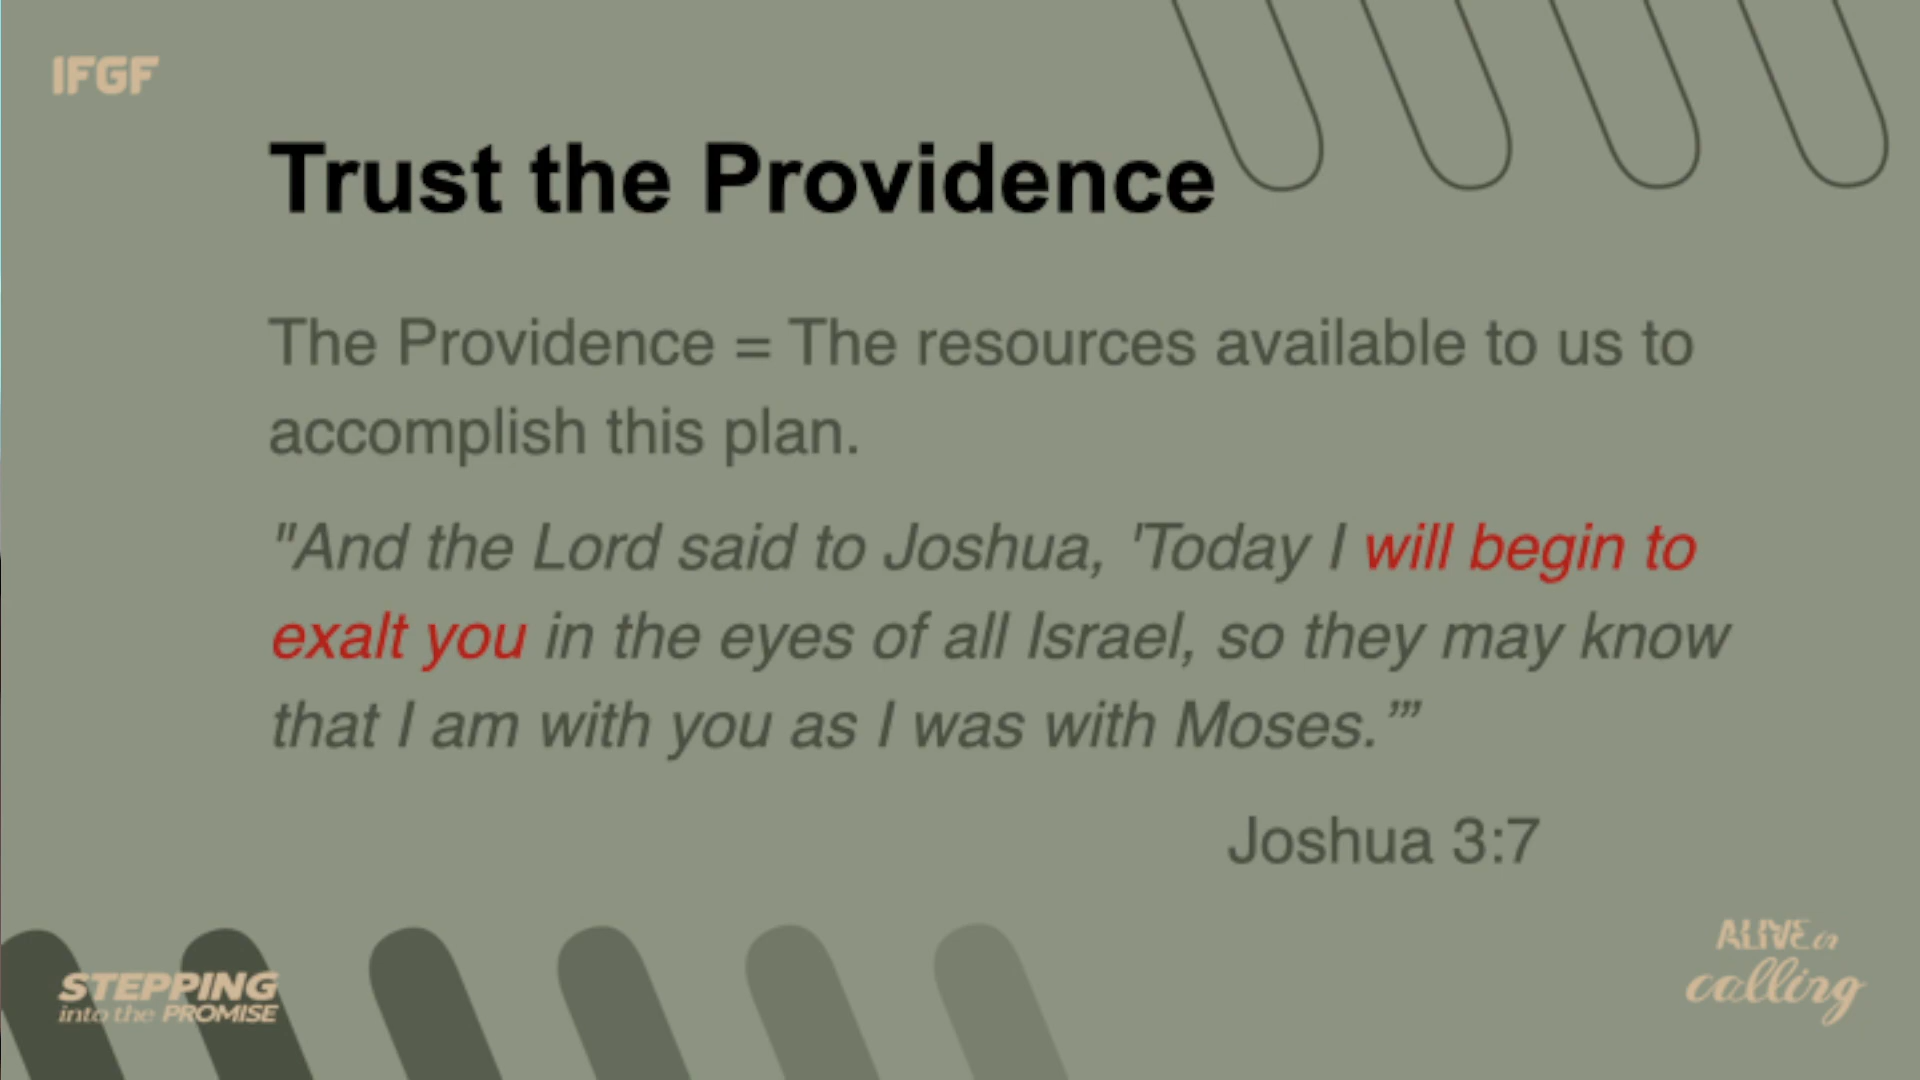 IFGF
Trust the Providence
The Providence = The resources available to us to
accomplish this plan.
"And the Lord said to Joshua, 'Today I will begin to
exalt you in the eyes of all Israel, so they may know
that I am with you as I was with Moses.’”
Joshua 3:7
STEPPING
into the PROMISE
ALIVE in
calling